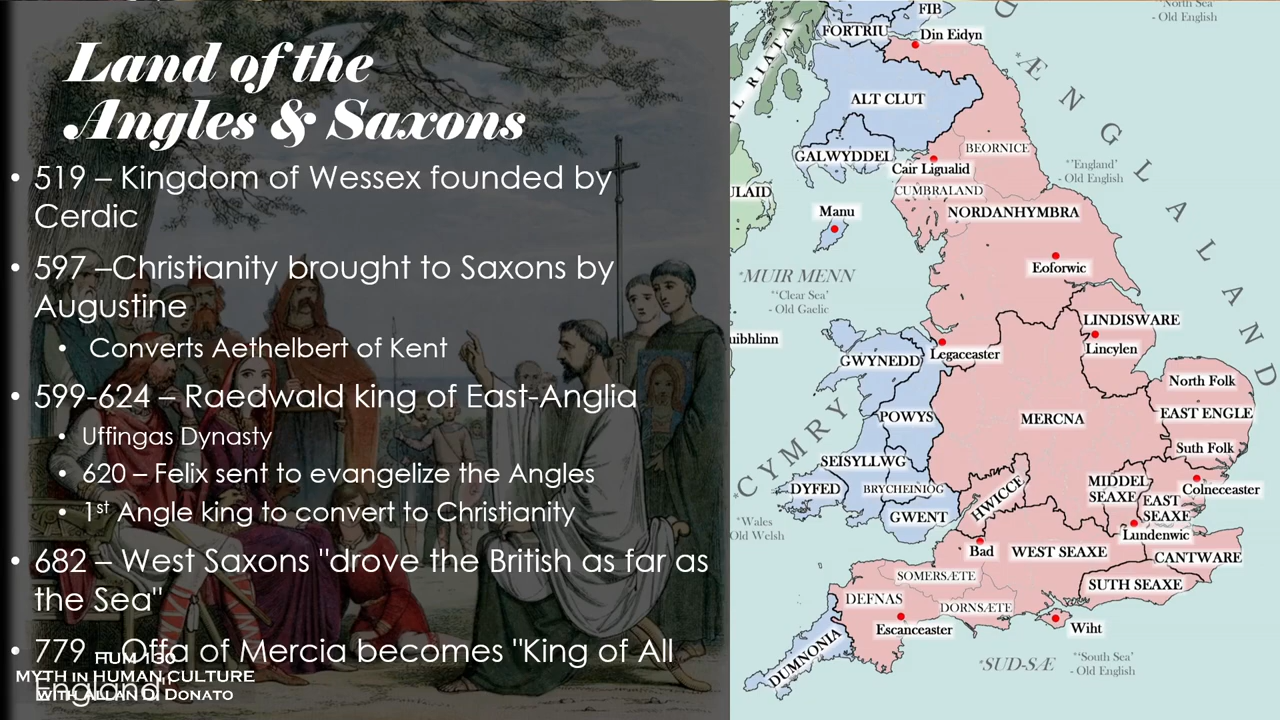 Land of the
Angles & Saxons
• 519 – Kingdom of Wessex founded by
Cerdic
• 597 –Christianity brought to Saxons by
Augustine
• Converts Aethelbert of Kent
• 599-624 – Raedwald king of East-Anglia
• Uffingas Dynasty
• 620 – Felix sent to evangelize the Angles
• 1st Angle king to convert to Christianity
• 682 – West Saxons "drove the British as far as
the Sea"
• 779 – Offa of Mercia becomes "King of All
England"
HUM 130
MYTH IN HUMAN CULTURE
WITH ALLAN D. DONATO
FIB
*'North Sea'
- Old English
FORTRIU
Din Eidyn
ALT CLUT
BEORNICE
GALWYDDEL
Cair Ligualid
CUMBRALAND
*ÆNGLALAND
*'England'
- Old English
ULAID
Manu
NORDANHYMBRA
Eoforwic
*MUIR MENN
*'Clear Sea'
- Old Gaelic
LINDISWARE
Lincylen
uibhlinn
Legaceaster
GWYNEDD
North Folk
POWYS
MERCNA
EAST ENGLE
Suth Folk
*CYMRY
SEISYLLWG
DYFED
BRYCHEINIOG
HWICCE
MIDDEL
SEAXE
Colneceaster
EAST
SEAXE
GWENT
*'Wales
Old Welsh
Lundenwic
Bad
WEST SEAXE
CANTWARE
SOMERSÆTE
SUTH SEAXE
DEFNAS
DORNSÆTE
Escanceaster
Wiht
DUMNONIA
*SUD-SÆ
*'South Sea'
- Old English